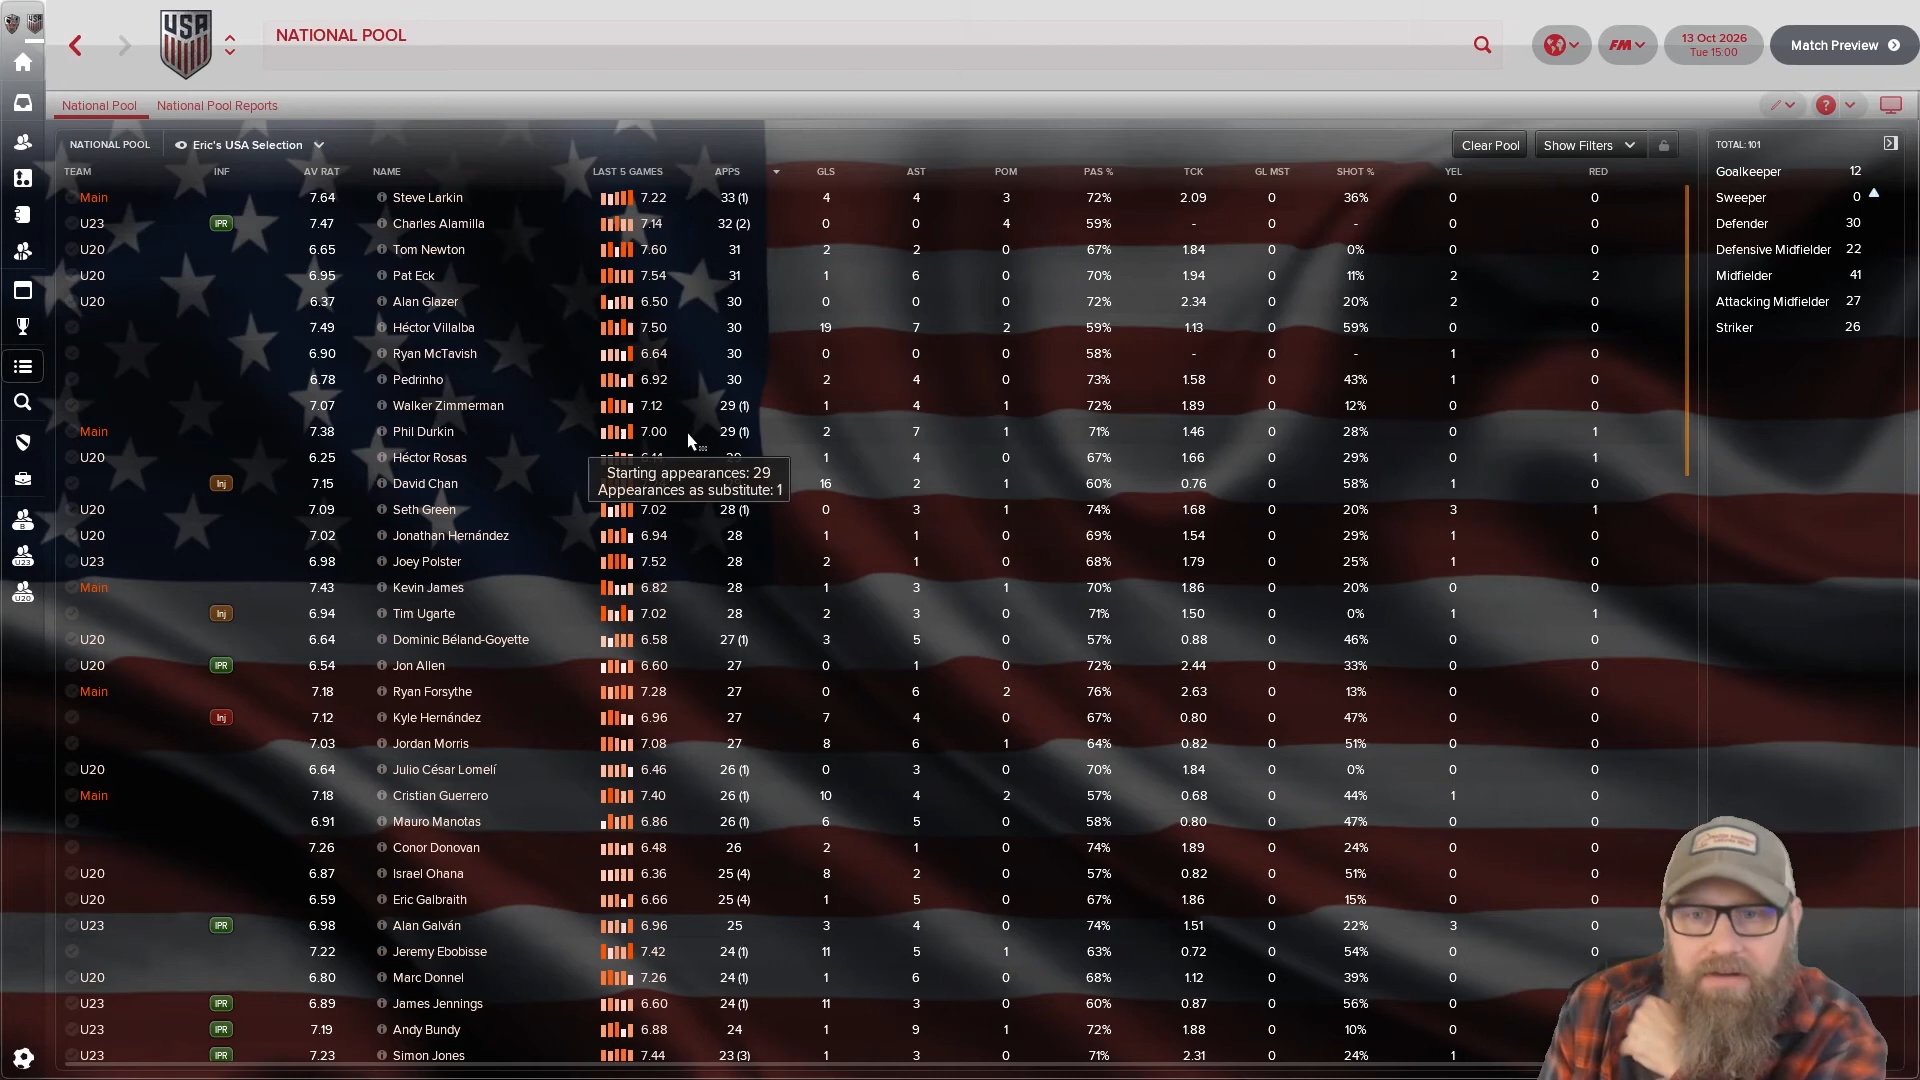 USA
NATIONAL POOL
FM
13 Oct 2026
Tue 15:00
Match Preview
National Pool National Pool Reports
?
NATIONAL POOL Eric's USA Selection Clear Pool Show Filters TOTAL: 101
TEAM INF AV RAT NAME LAST 5 GAMES APPS GLS AST POM PAS % TCK GL MST SHOT % YEL RED
Main 7.64 Steve Larkin 7.22 33 (1) 4 4 3 72% 2.09 0 36% 0 0
U23 IPR 7.47 Charles Alamilla 7.14 32 (2) 0 0 4 59% - 0 - 0 0
U20 6.65 Tom Newton 7.60 31 2 2 0 67% 1.84 0 0% 0 0
U20 6.95 Pat Eck 7.54 31 1 6 0 70% 1.94 0 11% 2 2
U20 6.37 Alan Glazer 6.50 30 0 0 0 72% 2.34 0 20% 2 0
7.49 Héctor Villalba 7.50 30 19 7 2 59% 1.13 0 59% 0 0
6.90 Ryan McTavish 6.64 30 0 0 0 58% - 0 - 1 0
6.78 Pedrinho 6.92 30 2 4 0 73% 1.58 0 43% 1 0
7.07 Walker Zimmerman 7.12 29 (1) 1 4 1 72% 1.89 0 12% 0 0
Main 7.38 Phil Durkin 7.00 29 (1) 2 7 1 71% 1.46 0 28% 0 1
U20 6.25 Héctor Rosas 1 4 0 67% 1.66 0 29% 0 1
Starting appearances: 29
Appearances as substitute: 1
Inj 7.15 David Chan 16 2 1 60% 0.76 0 58% 1 0
U20 7.09 Seth Green 7.02 28 (1) 0 3 1 74% 1.68 0 20% 3 1
U20 7.02 Jonathan Hernández 6.94 28 1 1 0 69% 1.54 0 29% 1 0
U23 6.98 Joey Polster 7.52 28 2 1 0 68% 1.79 0 25% 1 0
Main 7.43 Kevin James 6.82 28 1 3 1 70% 1.86 0 20% 0 0
Inj 6.94 Tim Ugarte 7.02 28 2 3 0 71% 1.50 0 0% 1 1
U20 6.64 Dominic Béland-Goyette 6.58 27 (1) 3 5 0 57% 0.88 0 46% 0 0
U20 IPR 6.54 Jon Allen 6.60 27 0 1 0 72% 2.44 0 33% 1 0
Main 7.18 Ryan Forsythe 7.28 27 0 6 2 76% 2.63 0 13% 0 0
Inj 7.12 Kyle Hernández 6.96 27 7 4 0 67% 0.80 0 47% 0 0
7.03 Jordan Morris 7.08 27 8 6 1 64% 0.82 0 51% 0 0
U20 6.64 Julio César Lomelí 6.46 26 (1) 0 3 0 70% 1.84 0 0% 0 0
Main 7.18 Cristian Guerrero 7.40 26 (1) 10 4 2 57% 0.68 0 44% 1 0
6.91 Mauro Manotas 6.86 26 (1) 6 5 0 58% 0.80 0 47% 0 0
7.26 Conor Donovan 6.48 26 2 1 0 74% 1.89 0 24% 0 0
U20 6.87 Israel Ohana 6.36 25 (4) 8 2 0 57% 0.82 0 51% 0 0
U20 6.59 Eric Galbraith 6.96 25 (4) 1 5 0 67% 1.86 0 15% 0 0
U23 IPR 6.98 Alan Galván 6.96 25 3 4 0 74% 1.51 0 22% 3 0
7.22 Jeremy Ebobisse 7.42 24 (1) 11 5 1 63% 0.72 0 54% 0 0
U20 6.80 Marc Donnel 7.26 24 (1) 1 6 0 68% 1.12 0 39% 0
U23 IPR 6.89 James Jennings 6.60 24 (1) 11 3 0 60% 0.87 0 56% 0
U23 IPR 7.19 Andy Bundy 6.88 24 1 9 1 72% 1.88 0 10% 0
U23 IPR 7.23 Simon Jones 7.44 23 (3) 1 3 0 71% 2.31 0 24% 1
Goalkeeper 12
Sweeper 0
Defender 30
Defensive Midfielder 22
Midfielder 41
Attacking Midfielder 27
Striker 26
B
U23
U20